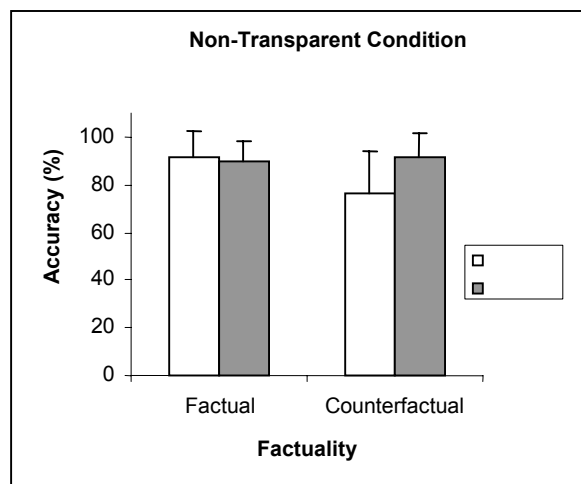 Non-Transparent Condition
Accuracy (%)
100
80
60
40
20
0
Factual Counterfactual
Factuality